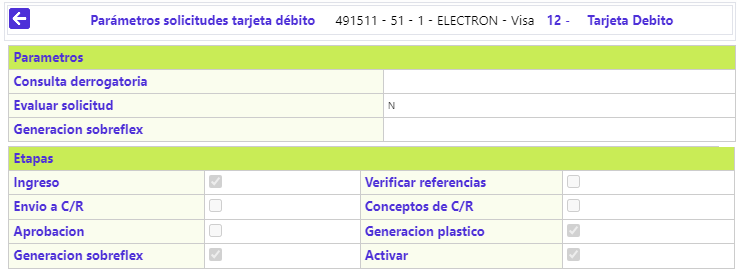 Parámetros solicitudes tarjeta débito 491511 - 51 - 1 - ELECTRON - Visa 12 - Tarjeta Debito
Parametros
Consulta derrogatoria
Evaluar solicitud N
Generacion sobreflex
Etapas
Ingreso Verificar referencias
Envio a C/R Conceptos de C/R
Aprobacion Generacion plastico
Generacion sobreflex Activar